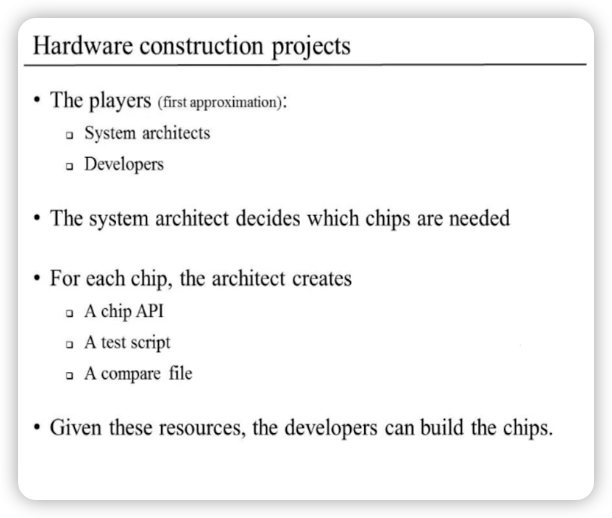 Hardware construction projects
• The players (first approximation):
❑ System architects
❑ Developers
• The system architect decides which chips are needed
• For each chip, the architect creates
❑ A chip API
❑ A test script
❑ A compare file
• Given these resources, the developers can build the chips.